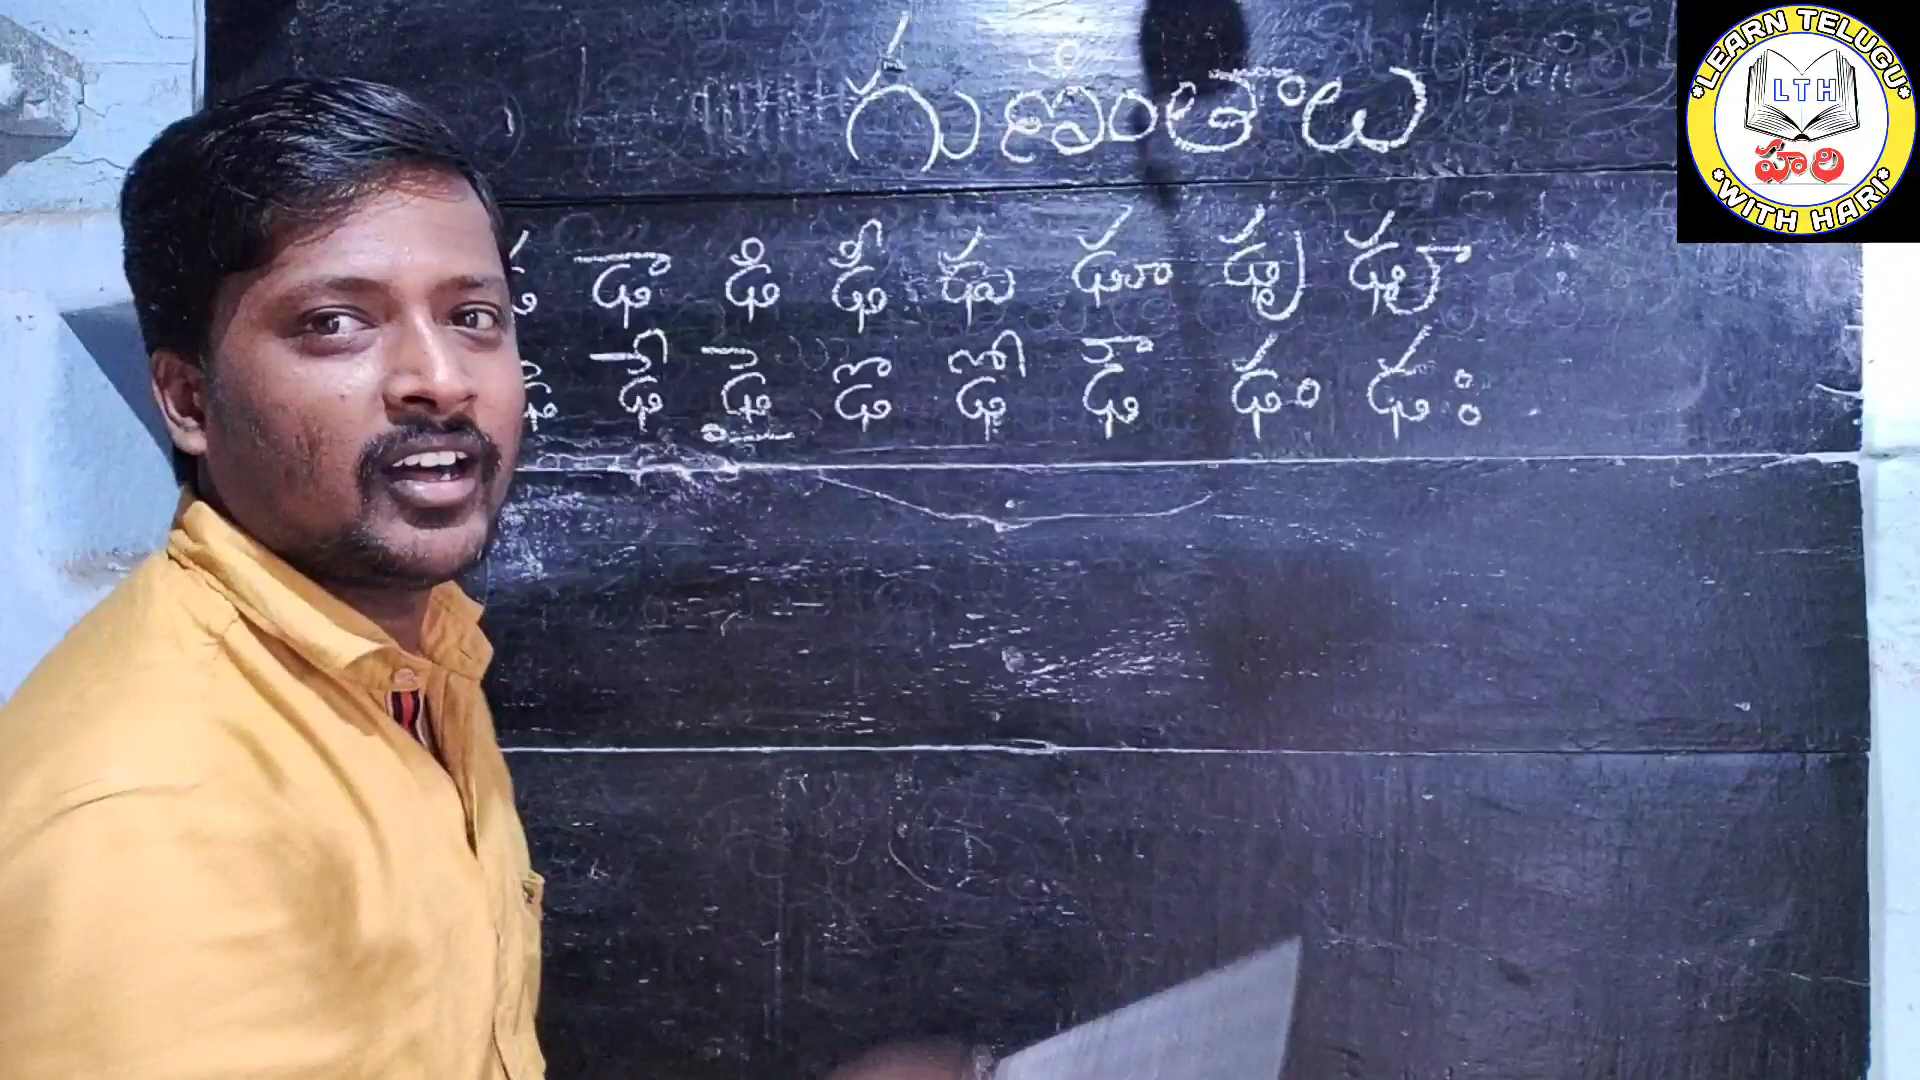 గుణింతాలు
ఢ ఢా ఢి ఢీ ఢు ఢూ ఢృ ఢౄ
ఢె ఢే ఢై ఢొ ఢో ఢౌ ఢం ఢః
LEARN TELUGU
LTH
హరి
WITH HARI